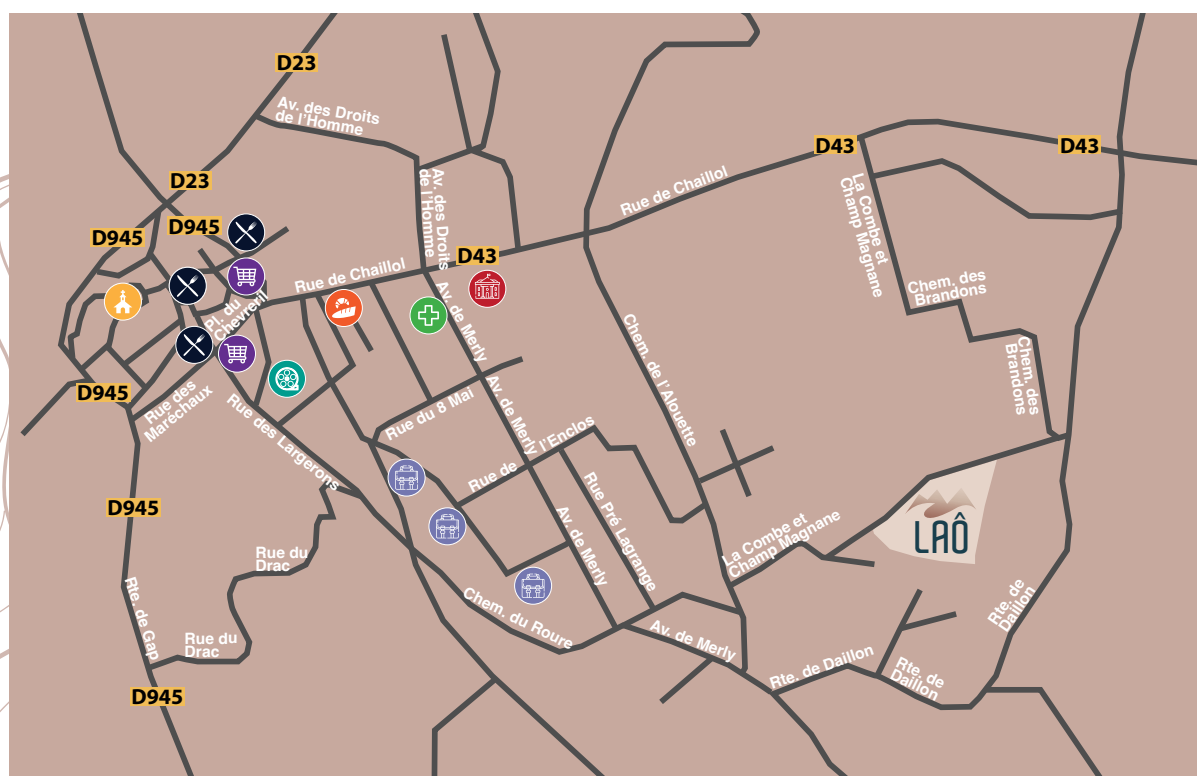 D23
Av. des Droits
de l'Homme
D43
D43
D23
D945
D945
Av. des Droits
de l'Homme
Rue de Chaillol
La Combe et
Champ Magnane
D43
Rue de Chaillol
Chem. des
Brandons
Pl. du
Chevreril
Av. de Merly
Chem. de l'Alouette
Chem. des
Brandons
D945
Rue des
Maréchaux
Rue des Largerons
Rue du 8 Mai
Av. de Merly
Rue de l'Enclos
Rue Pré Lagrange
D945
LAÔ
La Combe et
Champ Magnane
Av. de Merly
Rue du
Drac
Rte. de Gap
Rue du
Drac
Chem. du Roure
Av. de Merly
Rte. de
Daillon
Rte. de Daillon
Rte. de
Daillon
D945